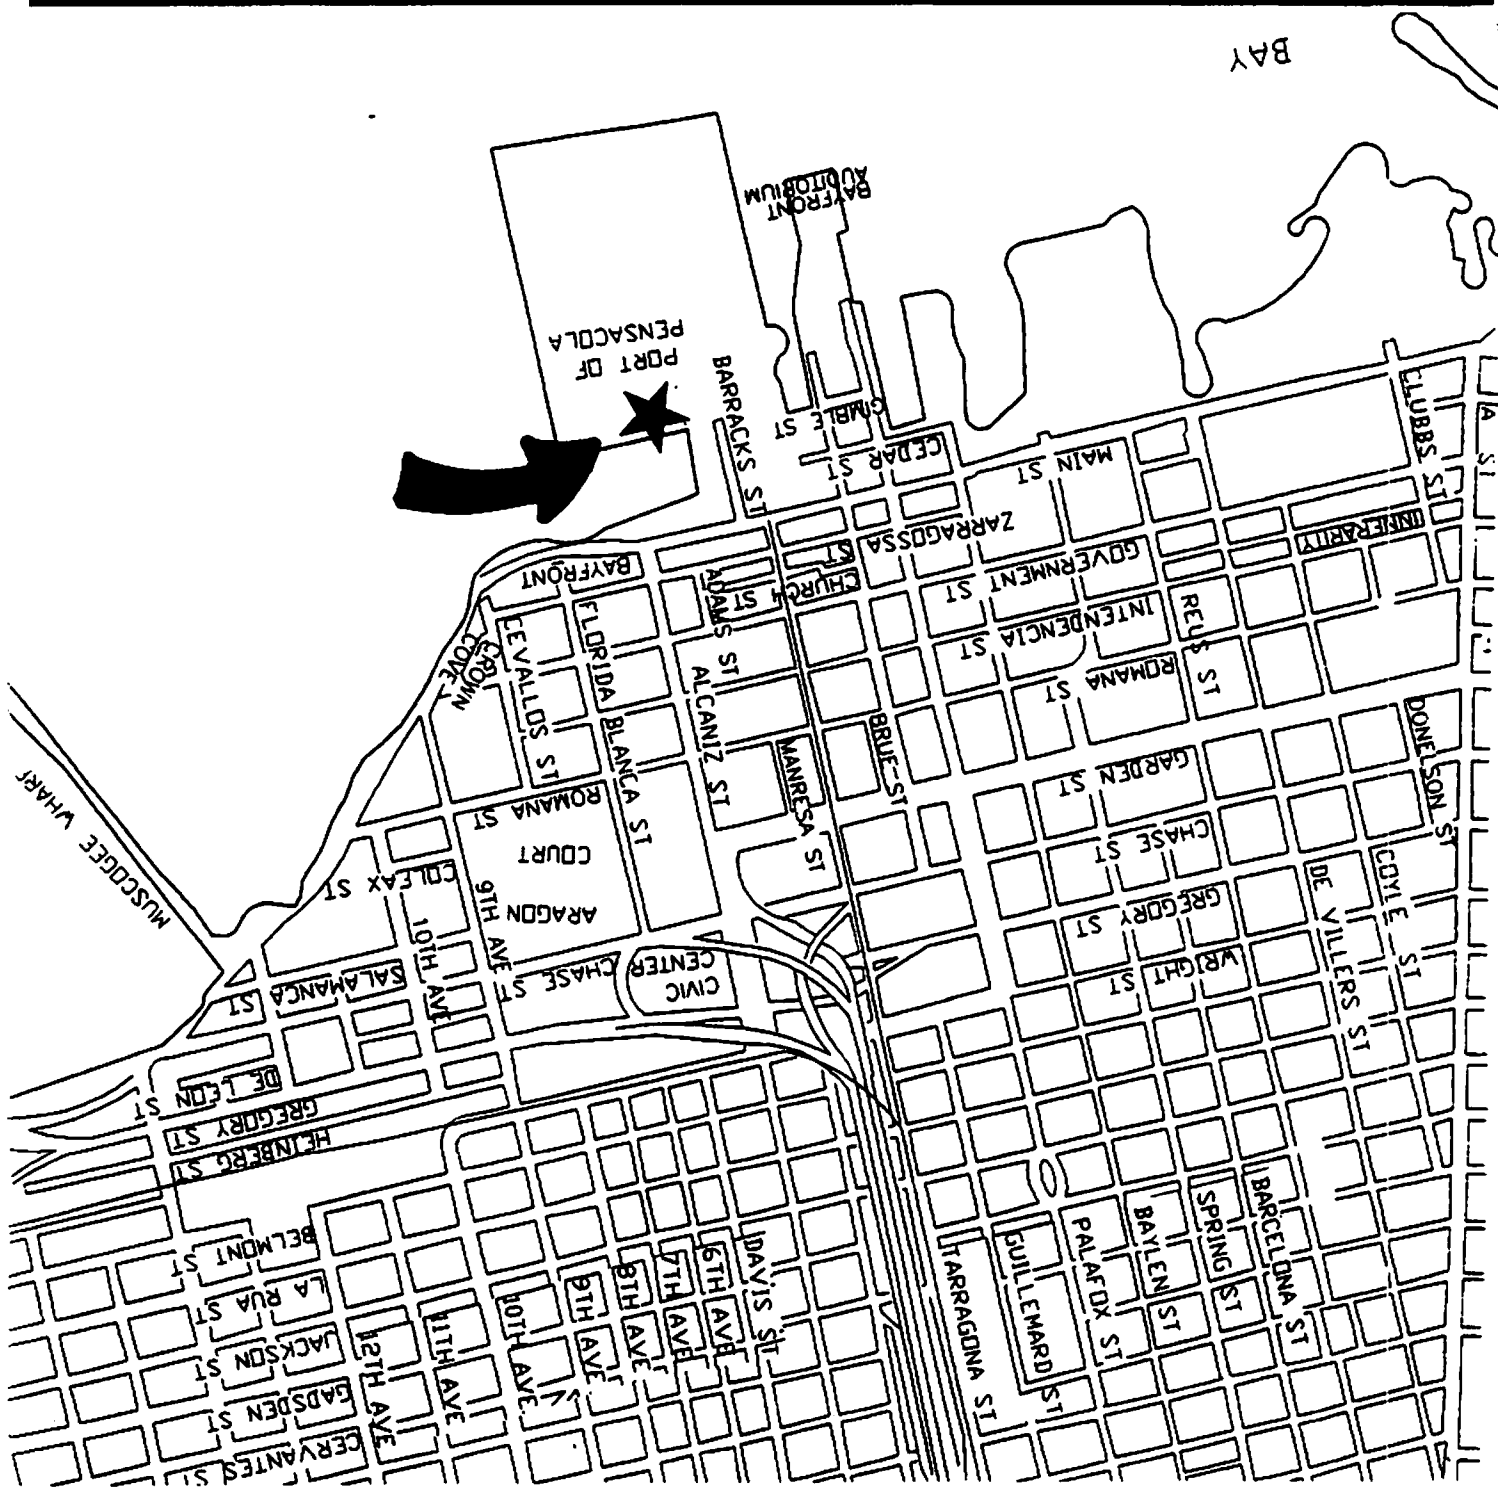 BAY
BAYFRONT
AUDITORIUM
PORT OF
PENSACOLA
BARRACKS ST
GIMBLE ST
CEDAR ST
MAIN ST
CLUBBS ST
A ST
ZARRAGOSSA ST
INNERARITY
GOVERNMENT ST
BAYFRONT
CHURCH ST
ADAMS ST
INTENDENCIA ST
REUS ST
ROMANA ST
FLORIDA BLANCA ST
CEVALLOS ST
CROWN
COVE
ALCANIZ ST
MANRESA ST
BRUE ST
DONELSON ST
GARDEN ST
MUSCOGEE WHARF
ROMANA ST
CHASE ST
COURT
ARAGON
COLFAX ST
9TH AVE
10TH AVE
GREGORY ST
DE VILLERS ST
COYLE ST
WRIGHT ST
CIVIC
CENTER
CHASE ST
SALAMANCA ST
DE LEON ST
GREGORY ST
HEINBERG ST
BELMONT ST
LA RUA ST
JACKSON ST
GADSDEN ST
CERVANTES ST
12TH AVE
11TH AVE
10TH AVE
9TH AVE
8TH AVE
7TH AVE
6TH AVE
DAVIS ST
TARRAGONA ST
GUILLEMARD ST
PALAFOX ST
BAYLEN ST
SPRING ST
BARCELONA ST